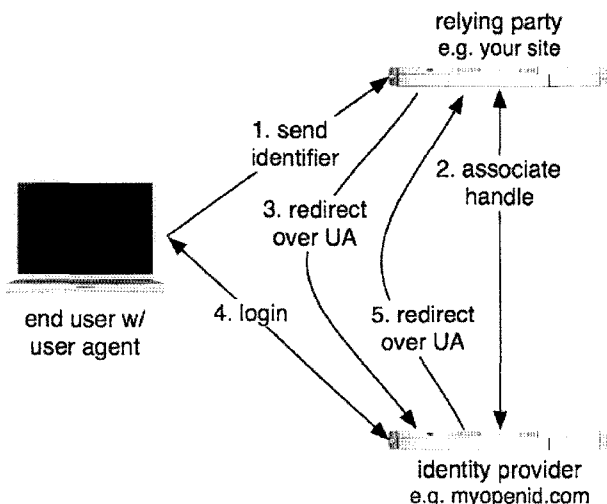 relying party
e.g. your site
1. send
identifier
2. associate
handle
3. redirect
over UA
4. login
5. redirect
over UA
end user w/
user agent
identity provider
e.g. myopenid.com